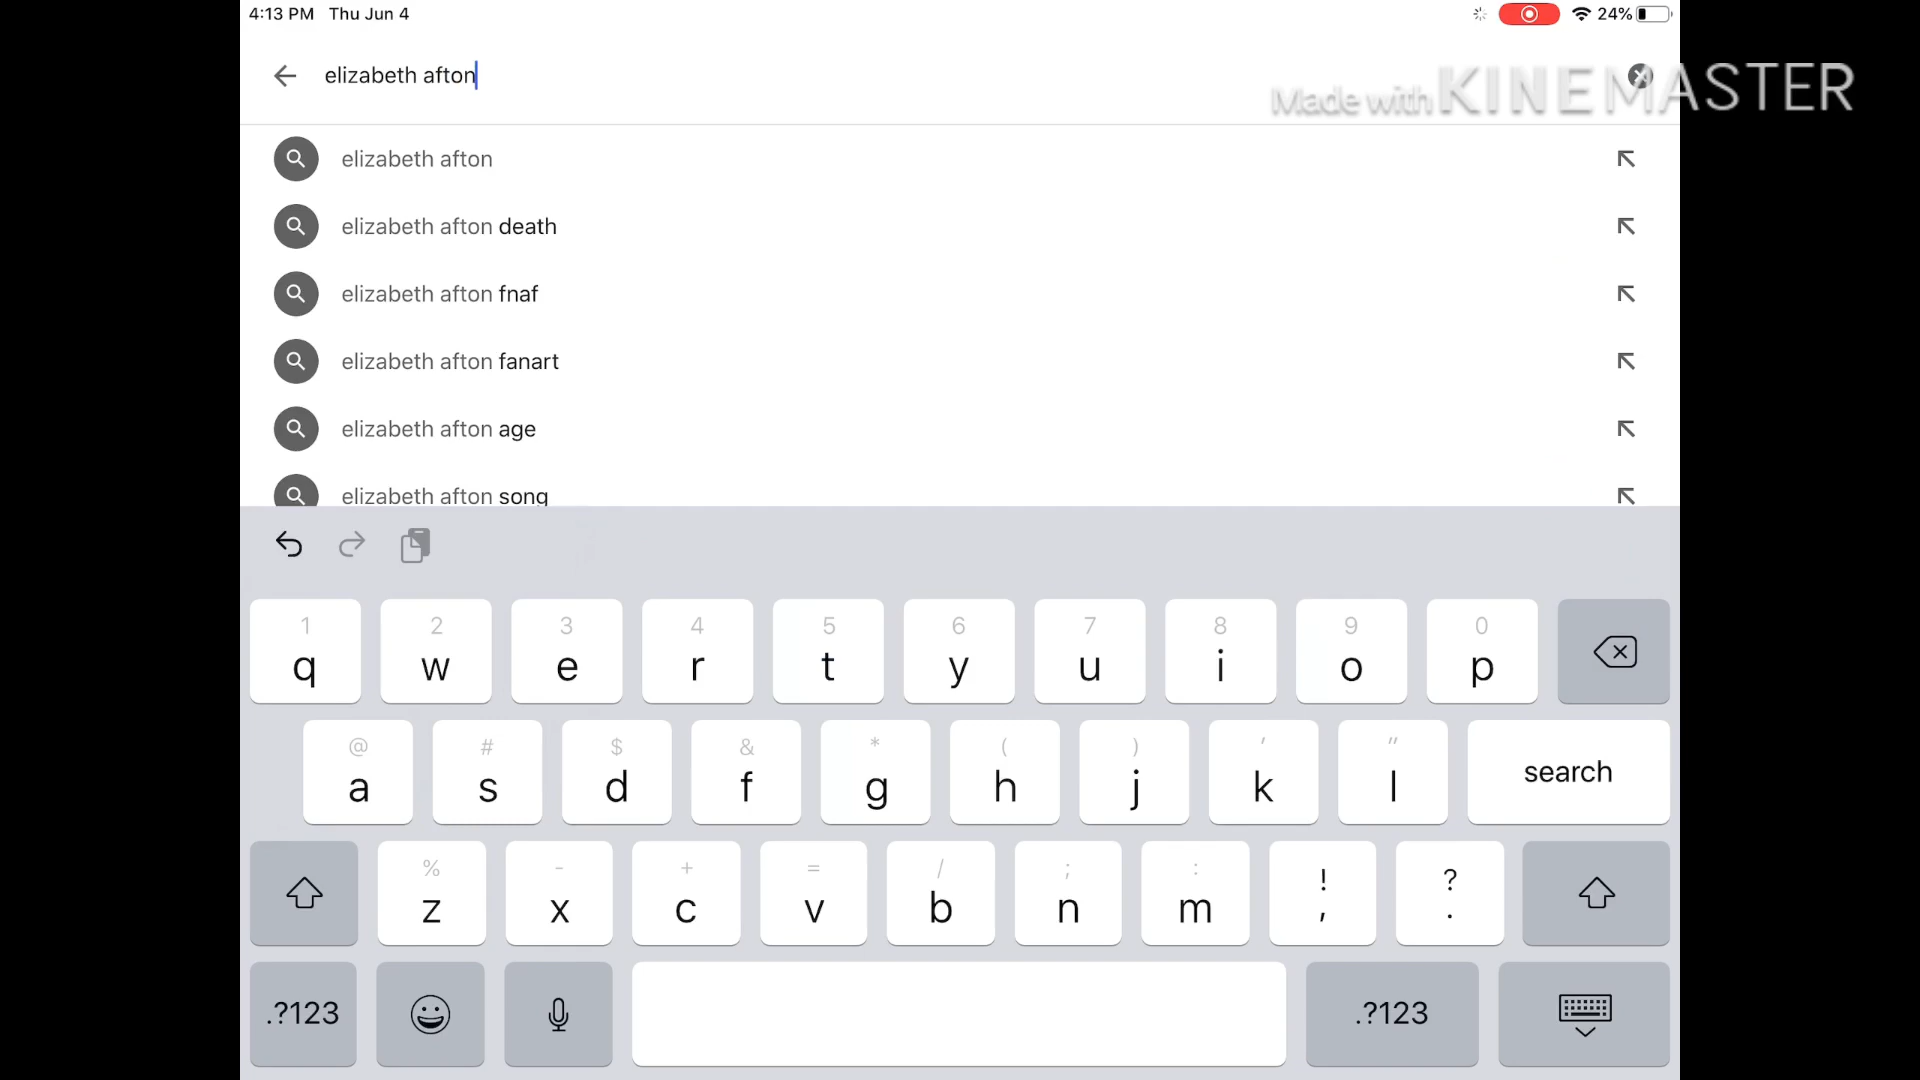 4:13 PM Thu Jun 4 24%
elizabeth afton
Made with KINEMASTER
elizabeth afton
elizabeth afton death
elizabeth afton fnaf
elizabeth afton fanart
elizabeth afton age
elizabeth afton song
1 2 3 4 5 6 7 8 9 0
q w e r t y u i o p
@ # $ & * ( ) ' "
a s d f g h j k l search
% - + = / ; : ! ?
z x c v b n m , .
.?123 .?123